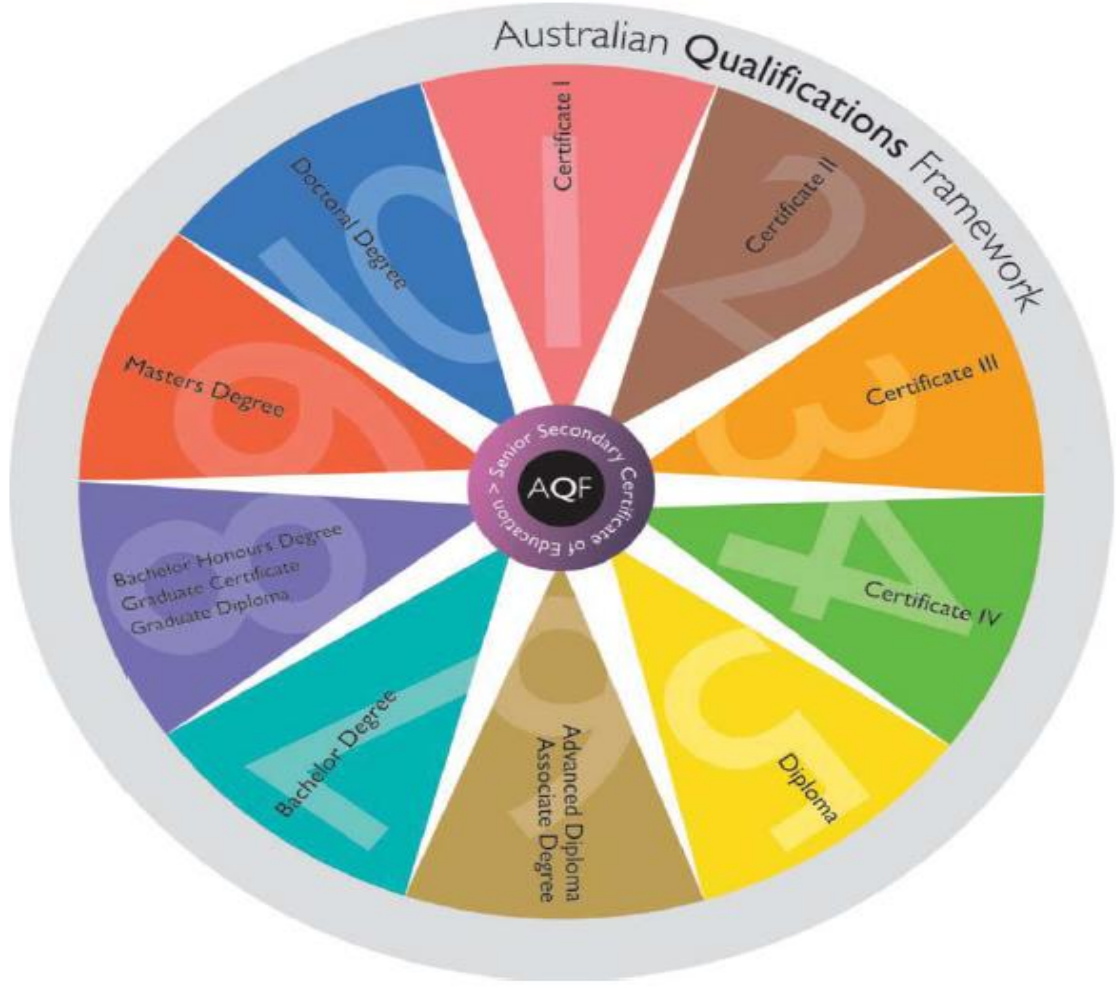 Australian Qualifications Framework
Certificate I
1
Certificate II
2
Certificate III
3
Certificate IV
4
Diploma
5
Advanced Diploma
Associate Degree
6
Bachelor Degree
7
Bachelor Honours Degree
Graduate Certificate
Graduate Diploma
8
Masters Degree
9
Doctoral Degree
10
Senior Secondary Certificate of Education >
AQF